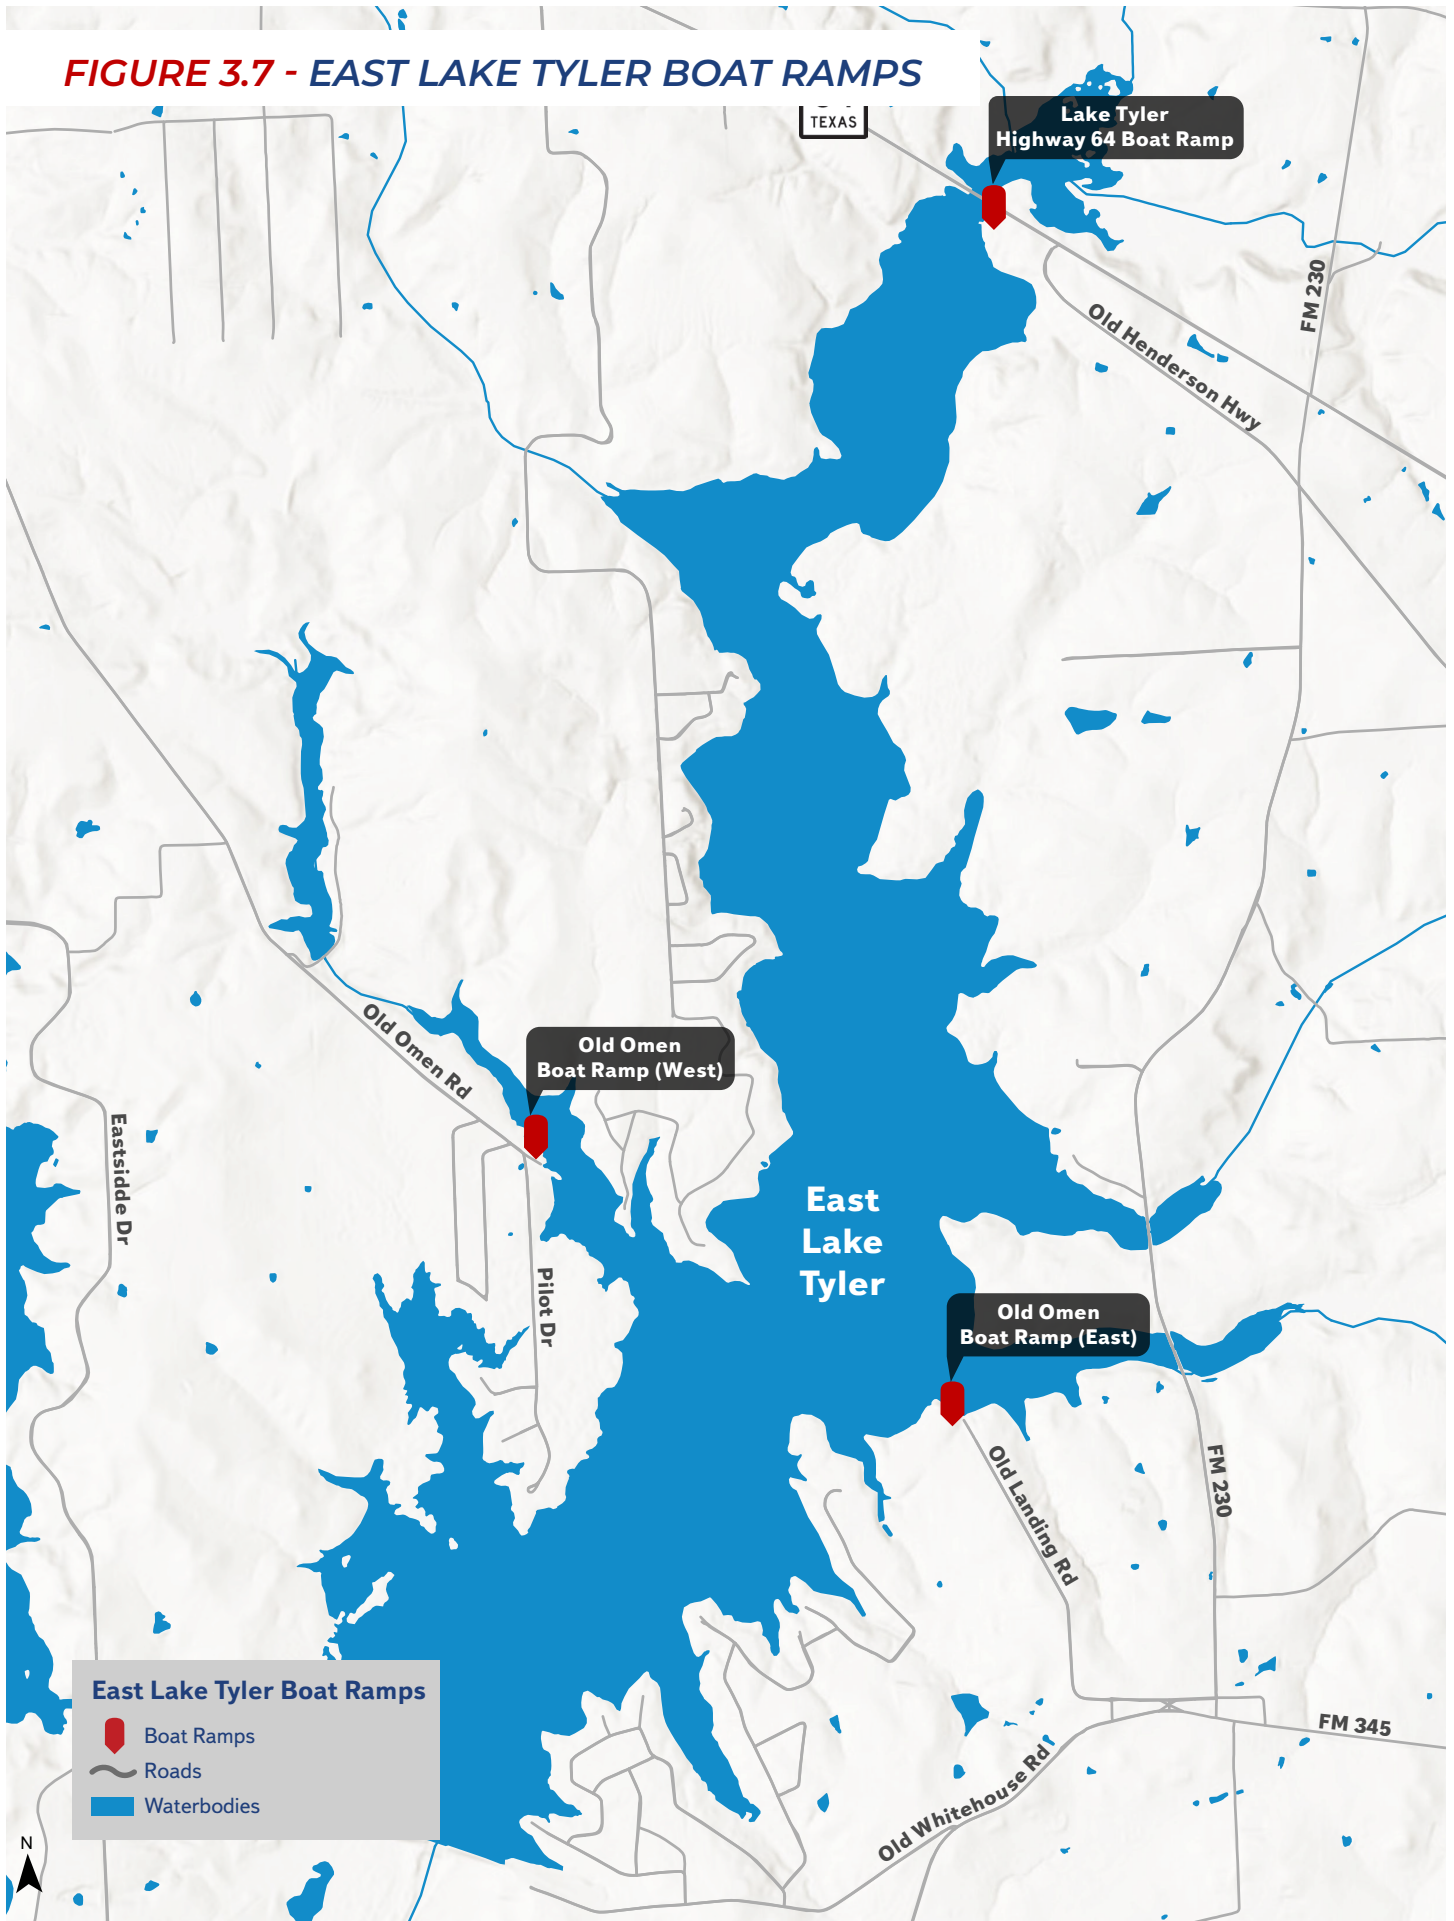 FIGURE 3.7 - EAST LAKE TYLER BOAT RAMPS
TEXAS
Lake Tyler
Highway 64 Boat Ramp
FM 230
Old Henderson Hwy
Old Omen Rd
Old Omen
Boat Ramp (West)
Eastsidde Dr
East
Lake
Tyler
Pilot Dr
Old Omen
Boat Ramp (East)
Old Landing Rd
FM 230
East Lake Tyler Boat Ramps
Boat Ramps
Roads
Waterbodies
FM 345
Old Whitehouse Rd
N